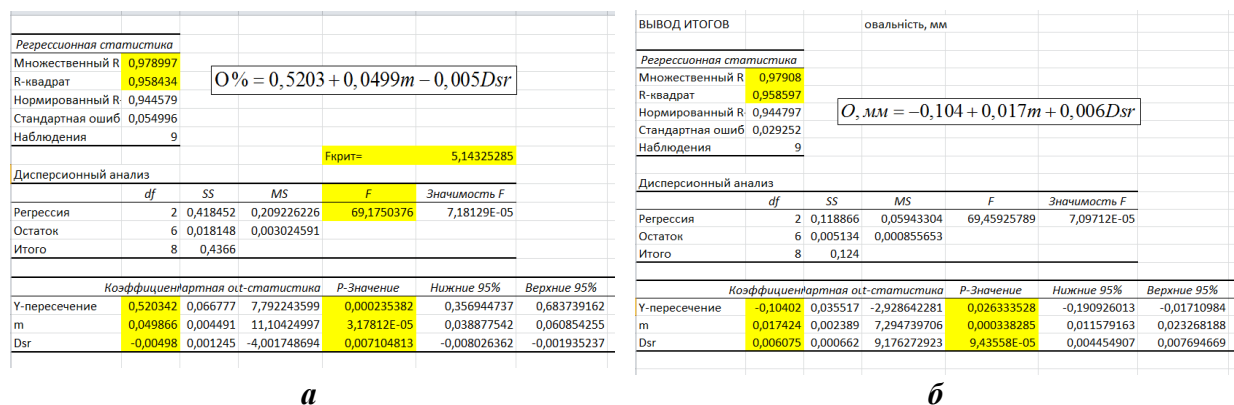 Регрессионная статистика
Множественный R 0,978997
R-квадрат 0,958434
Нормированный R- 0,944579
Стандартная ошиб 0,054996
Наблюдения 9
O% = 0,5203 + 0,0499m − 0,005Dsr
Fкрит= 5,14325285
Дисперсионный анализ
df SS MS F Значимость F
Регрессия 2 0,418452 0,209226226 69,1750376 7,18129E-05
Остаток 6 0,018148 0,003024591
Итого 8 0,4366
Коэффициен артная ош t-статистика P-Значение Нижние 95% Верхние 95%
Y-пересечение 0,520342 0,066777 7,792243599 0,000235382 0,356944737 0,683739162
m 0,049866 0,004491 11,10424997 3,17812E-05 0,038877542 0,060854255
Dsr -0,00498 0,001245 -4,001748694 0,007104813 -0,008026362 -0,001935237
а
ВЫВОД ИТОГОВ овальність, мм
Регрессионная статистика
Множественный R 0,97908
R-квадрат 0,958597
Нормированный R- 0,944797
Стандартная ошиб 0,029252
Наблюдения 9
O, мм = −0,104 + 0,017m + 0,006Dsr
Дисперсионный анализ
df SS MS F Значимость F
Регрессия 2 0,118866 0,05943304 69,45925789 7,09712E-05
Остаток 6 0,005134 0,000855653
Итого 8 0,124
Коэффициен артная ош t-статистика P-Значение Нижние 95% Верхние 95%
Y-пересечение -0,10402 0,035517 -2,928642281 0,026333528 -0,190926013 -0,01710984
m 0,017424 0,002389 7,294739706 0,000338285 0,011579163 0,023268188
Dsr 0,006075 0,000662 9,176272923 9,43558E-05 0,004454907 0,007694669
б